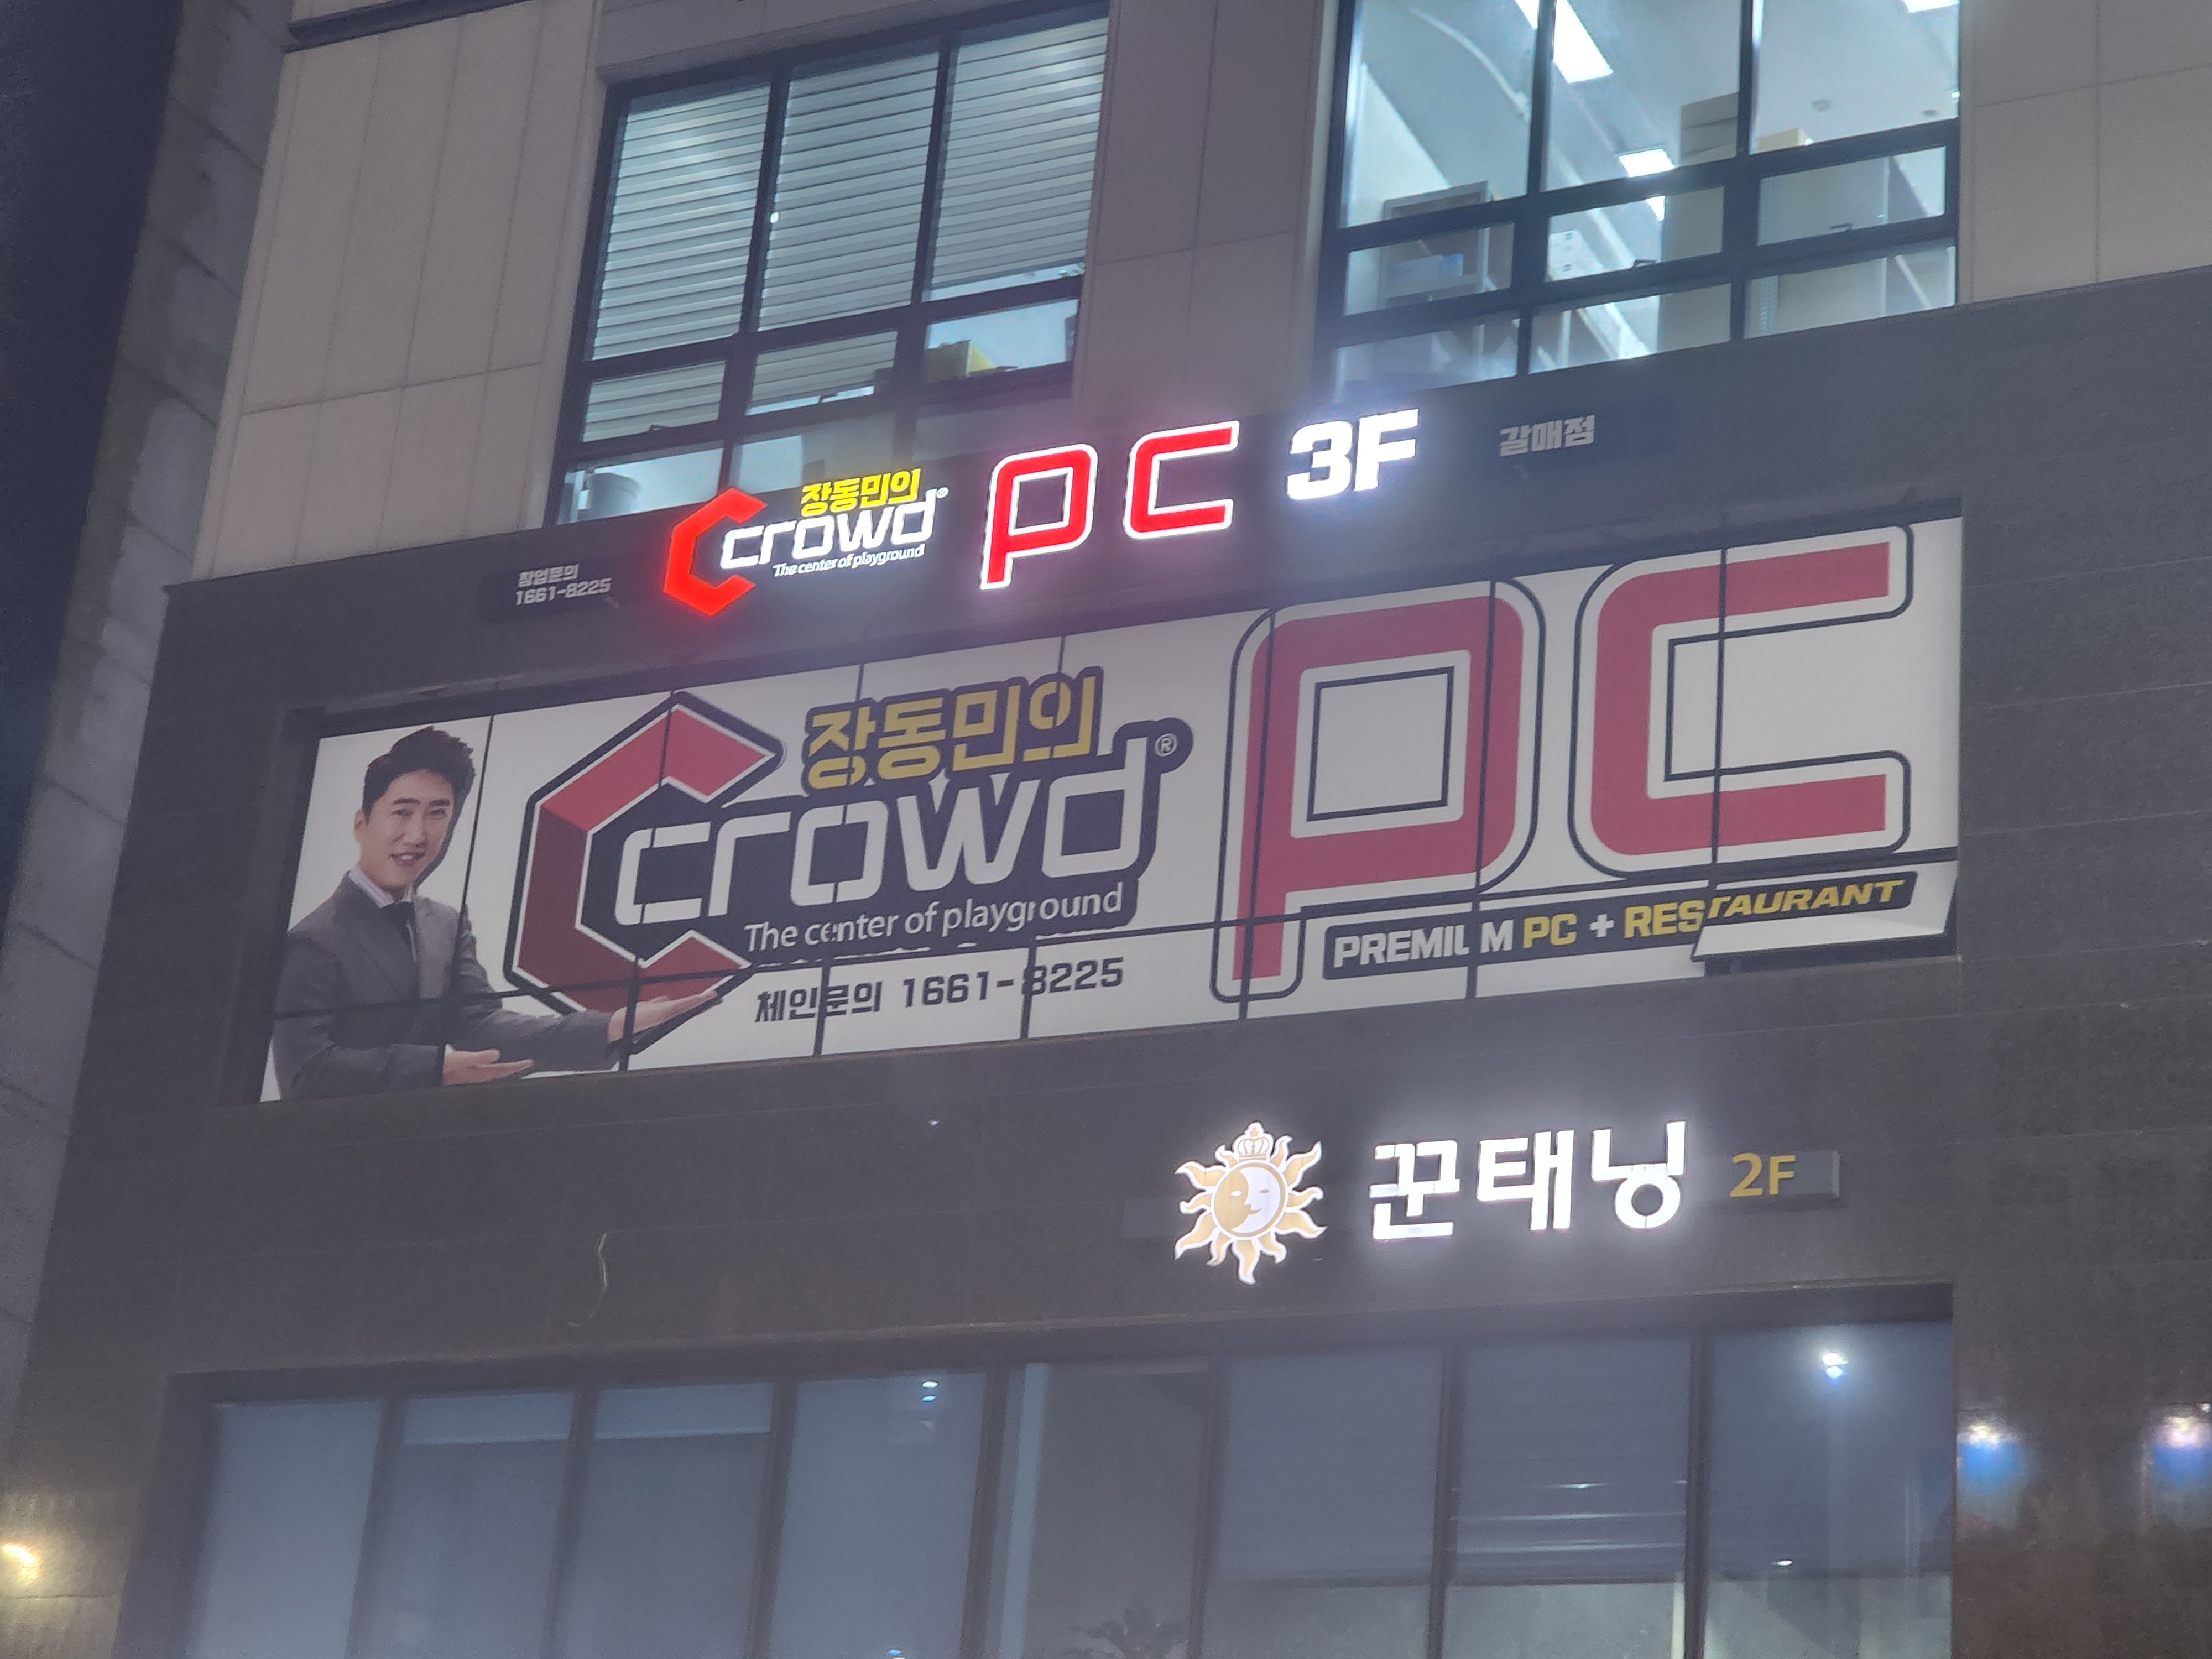 장동민의
crowd® PC 3F 갈매점
The center of playground
창업문의
1661-8225
장동민의
crowd® PC
The center of playground
PREMIUM PC + RESTAURANT
체인문의 1661-8225
꾼태닝 2F